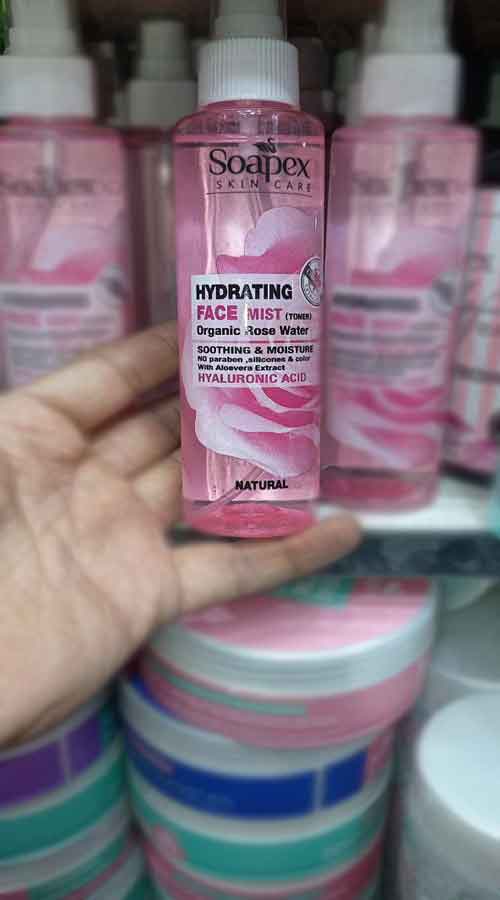 Soapex
SKIN CARE
HYDRATING
FACE MIST (TONER)
Organic Rose Water
SOOTHING & MOISTURE
NO paraben ,silicones & color
With Aloevera Extract
HYALURONIC ACID
NATURAL